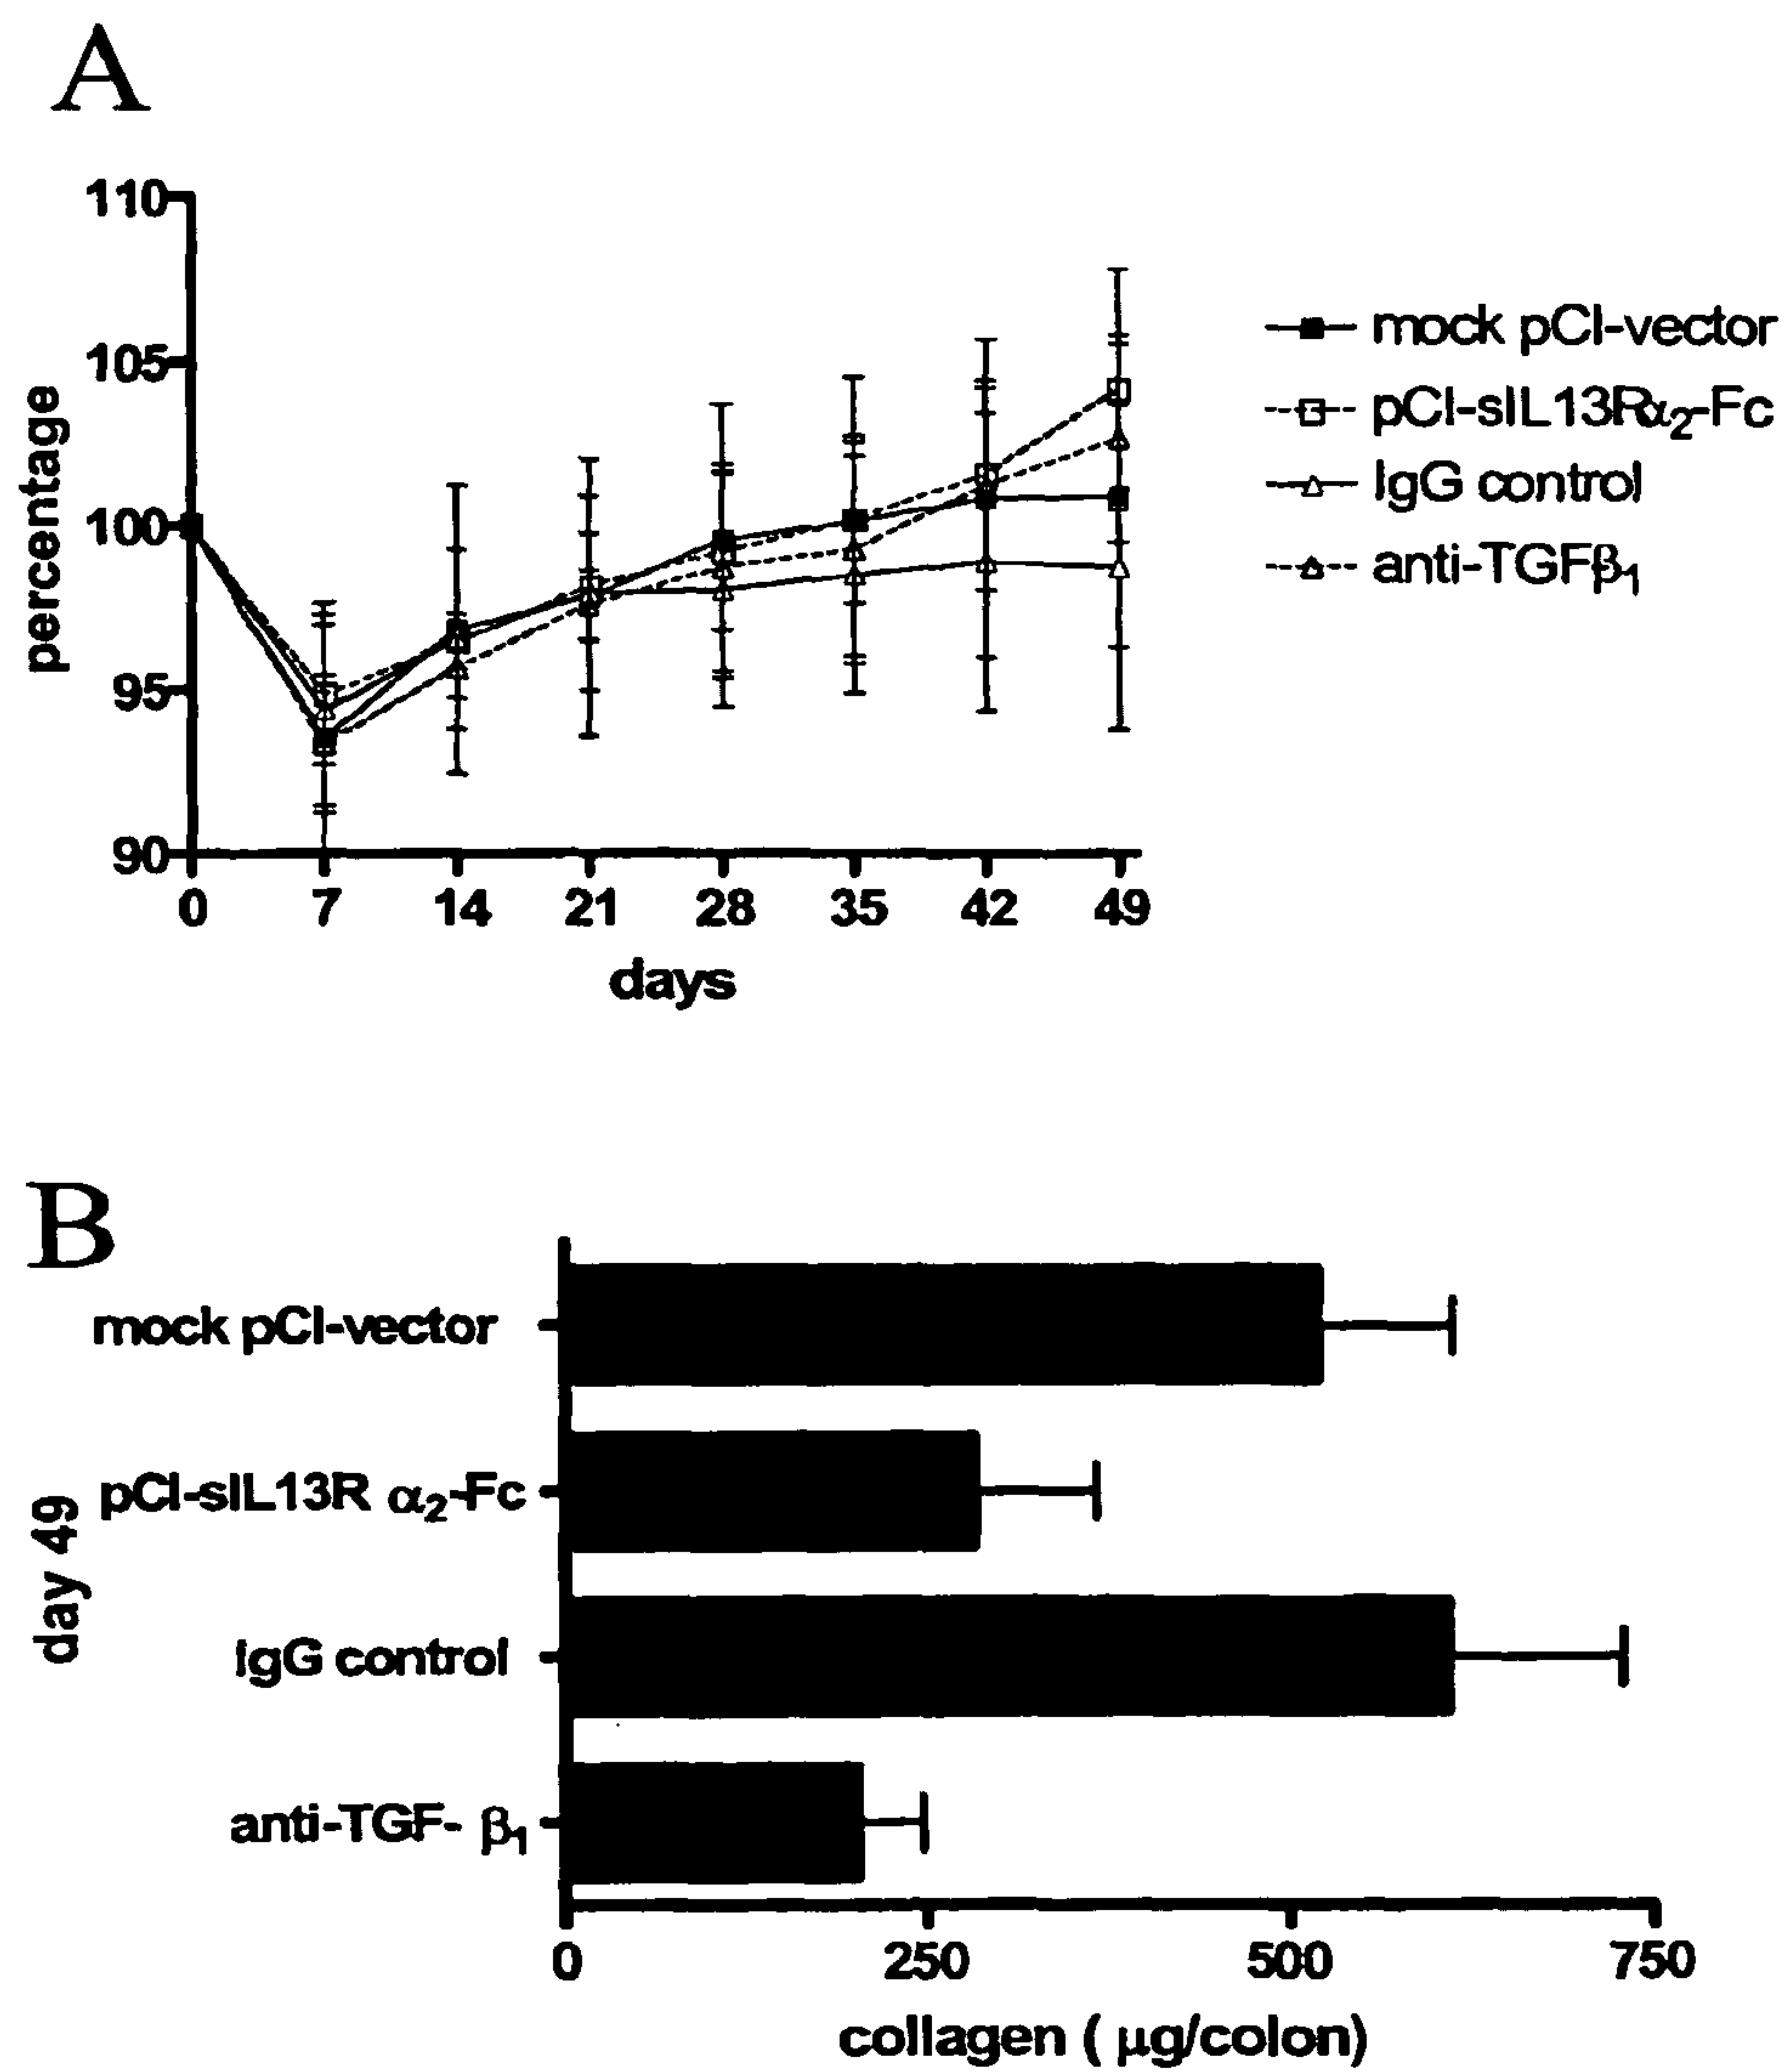 A
110
105
100
95
90
percentage
0 7 14 21 28 35 42 49
days
mock pCI-vector
pCI-sIL13Rα2-Fc
IgG control
anti-TGFβ1
B
day 49
mock pCI-vector
pCI-sIL13R α2-Fc
IgG control
anti-TGF- β1
0 250 500 750
collagen ( μg/colon)